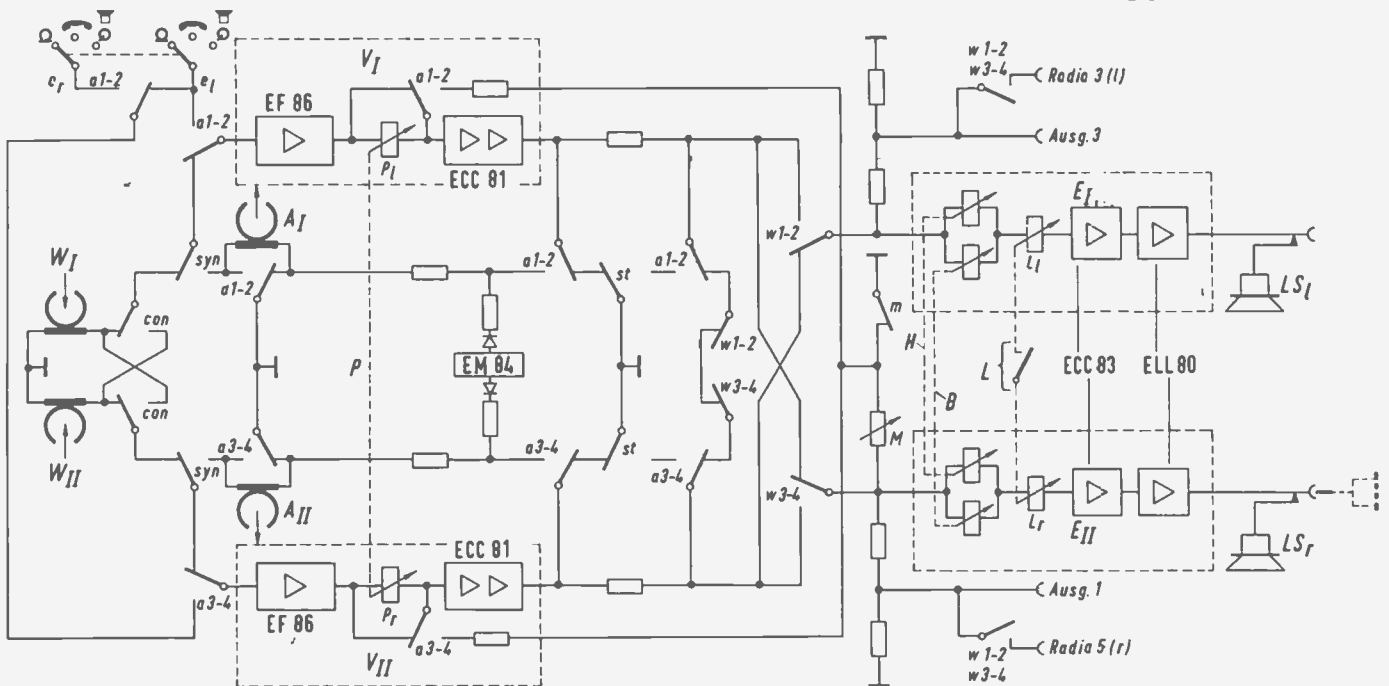 e_r
a1-2
e_l
V_I
a1-2
w1-2
w3-4
Radio 3 (l)
EF 86
a1-2
P_l
ECC 81
Ausg. 3
E_I
A_I
w1-2
L_l
syn
a1-2
a1-2
st
a1-2
LS_l
W_I
con
m
w1-2
H
P
EM 84
L
ECC 83
ELL 80
w3-4
B
con
M
W_II
syn
a3-4
a3-4
st
a3-4
w3-4
L_r
E_II
A_II
LS_r
ECC 81
a3-4
EF 86
P_r
a3-4
V_II
Ausg. 1
w1-2
w3-4
Radio 5 (r)